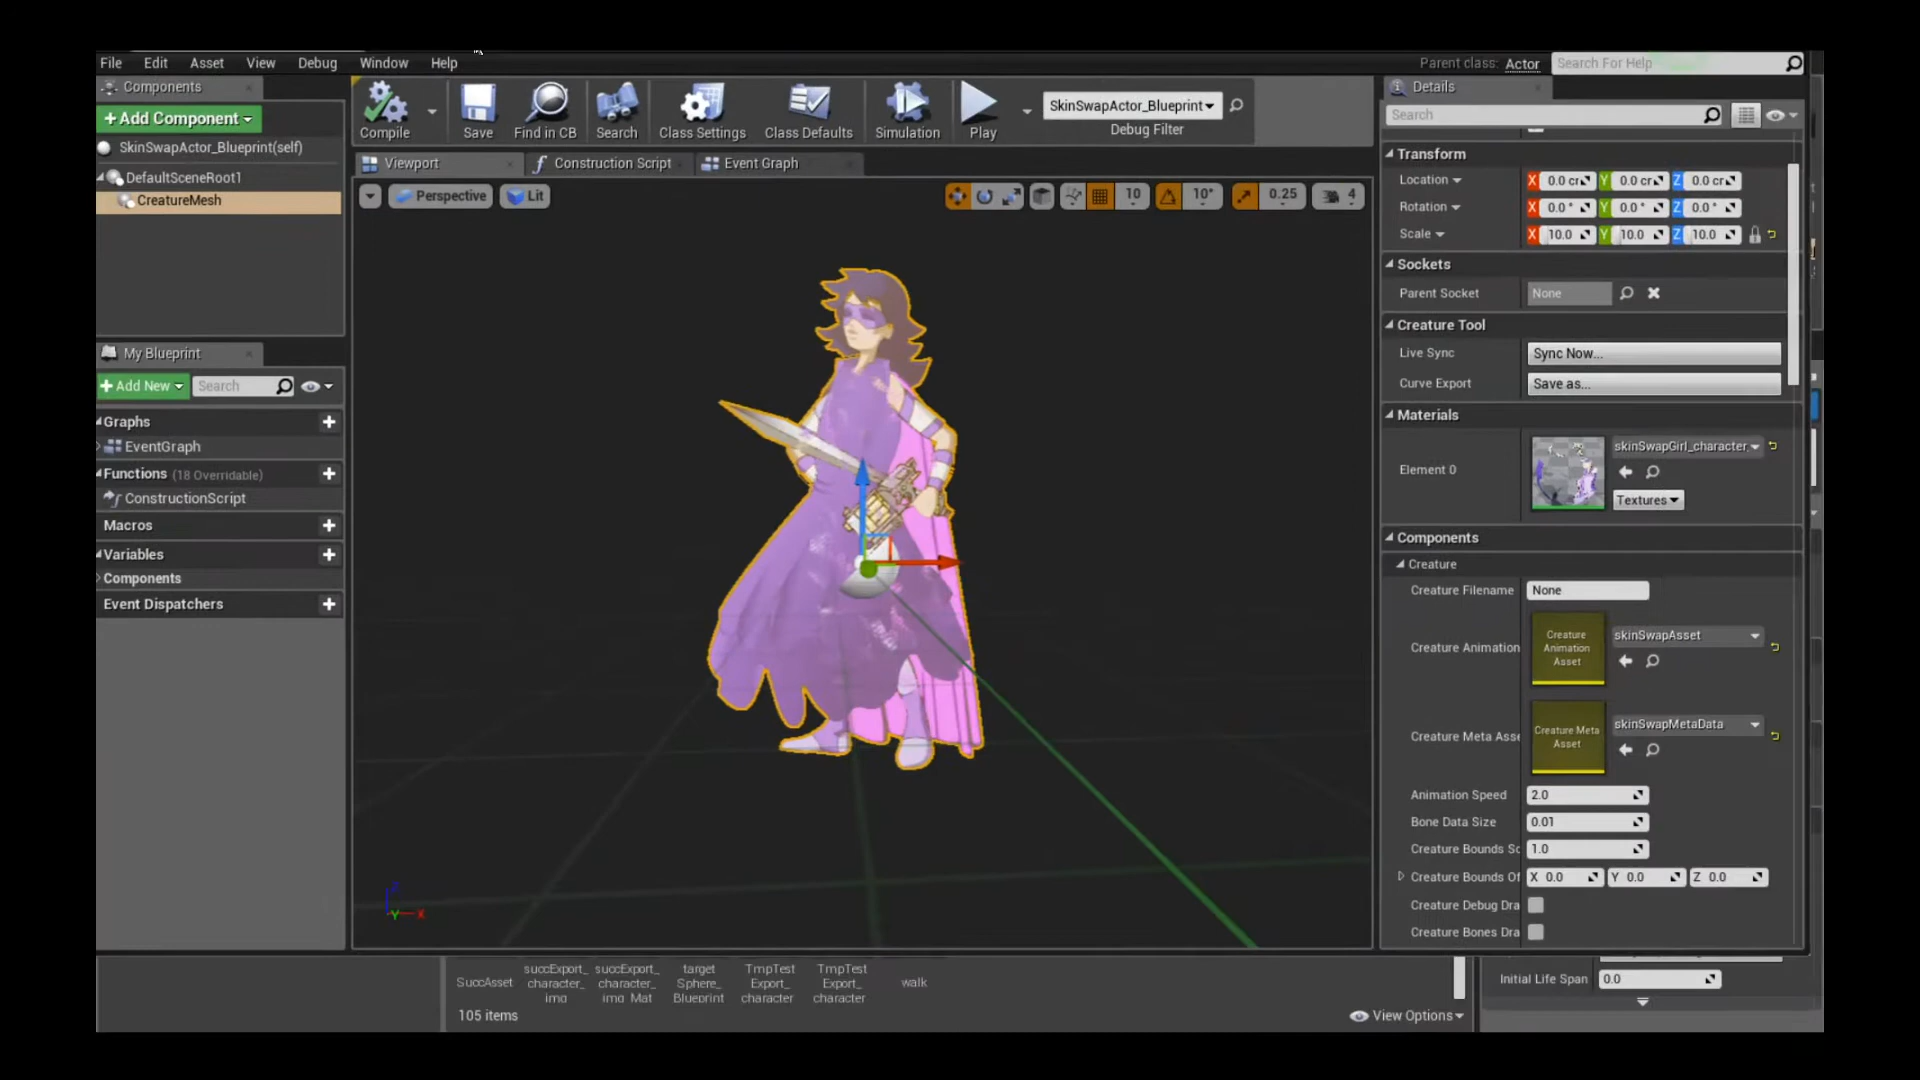 File Edit Asset View Debug Window Help
Parent class: Actor
Search For Help
Components
+ Add Component
SkinSwapActor_Blueprint(self)
DefaultSceneRoot1
CreatureMesh
My Blueprint
+ Add New
Search
Graphs
EventGraph
Functions (18 Overridable)
ConstructionScript
Macros
Variables
Components
Event Dispatchers
Compile
Save
Find in CB
Search
Class Settings
Class Defaults
Simulation
Play
SkinSwapActor_Blueprint
Debug Filter
Viewport
Construction Script
Event Graph
Perspective
Lit
10
10°
0.25
4
Z
Y X
Details
Search
Transform
Location X 0.0 cr Y 0.0 cr Z 0.0 cr
Rotation X 0.0 ° Y 0.0 ° Z 0.0 °
Scale X 10.0 Y 10.0 Z 10.0
Sockets
Parent Socket None
Creature Tool
Live Sync Sync Now...
Curve Export Save as...
Materials
Element 0
skinSwapGirl_character
Textures
Components
Creature
Creature Filename None
Creature Animation
Creature Animation Asset
skinSwapAsset
Creature Meta Asse
Creature Meta Asset
skinSwapMetaData
Animation Speed 2.0
Bone Data Size 0.01
Creature Bounds Sc 1.0
Creature Bounds Of X 0.0 Y 0.0 Z 0.0
Creature Debug Dra
Creature Bones Dra
SuccAsset
succExport_
character_
img
succExport_
character_
img_Mat
target
Sphere_
Blueprint
TmpTest
Export_
character
TmpTest
Export_
character
walk
105 items
View Options
Initial Life Span 0.0